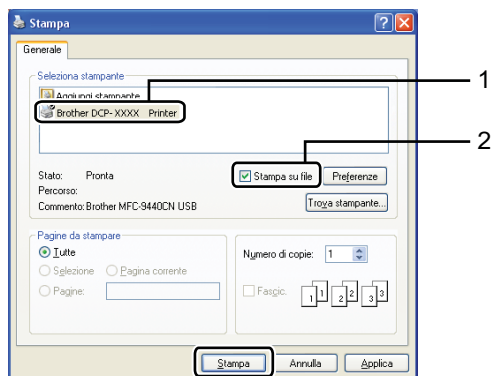 Stampa
Generale
Seleziona stampante
Aggiungi stampante
Brother DCP- XXXX Printer
1
2
Stato: Pronta
Stampa su file
Preferenze
Percorso:
Commento: Brother MFC-9440CN USB
Trova stampante...
Pagine da stampare
Tutte
Selezione
Pagina corrente
Pagine:
Numero di copie: 1
Fascic.
1 1 2 2 3 3
Stampa
Annulla
Applica